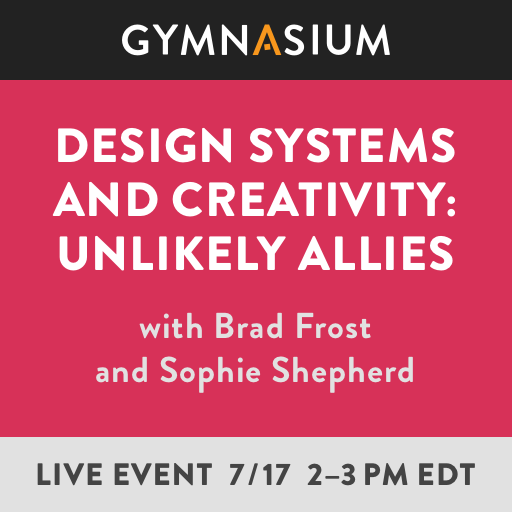 GYMNASIUM
DESIGN SYSTEMS
AND CREATIVITY:
UNLIKELY ALLIES
with Brad Frost
and Sophie Shepherd
LIVE EVENT 7/17 2–3 PM EDT